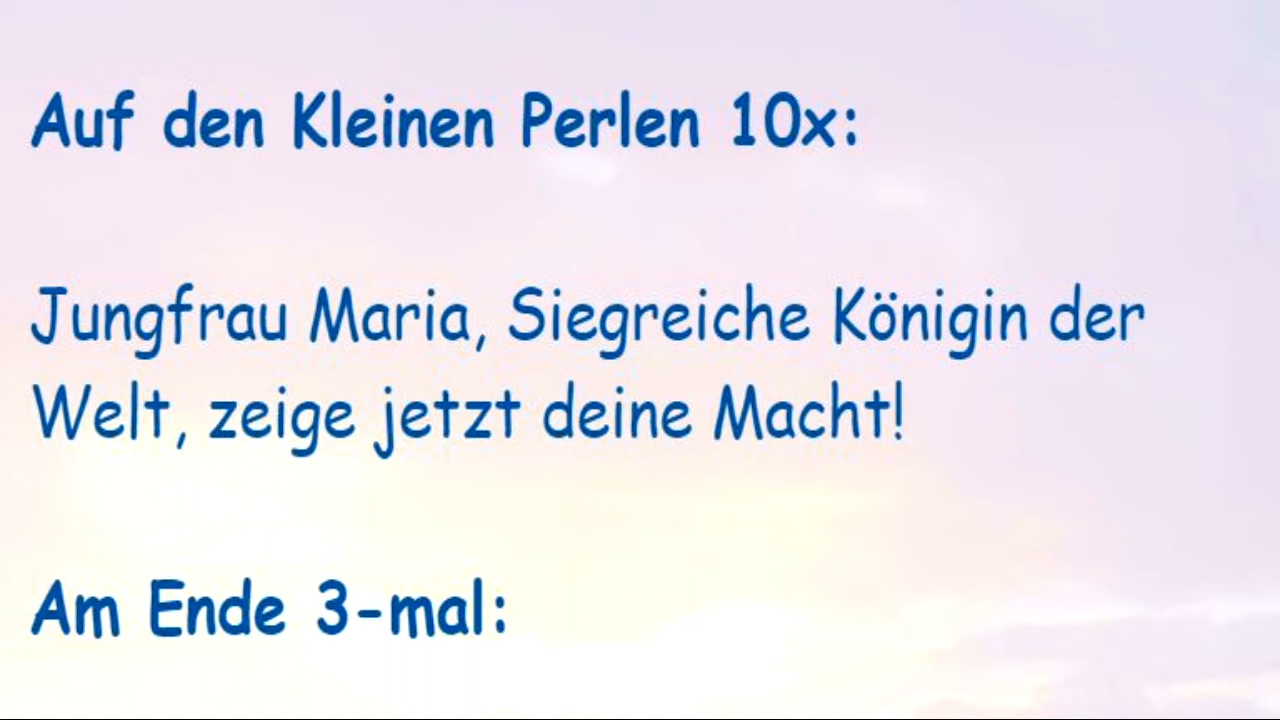 Auf den Kleinen Perlen 10x:
Jungfrau Maria, Siegreiche Königin der
Welt, zeige jetzt deine Macht!
Am Ende 3-mal: